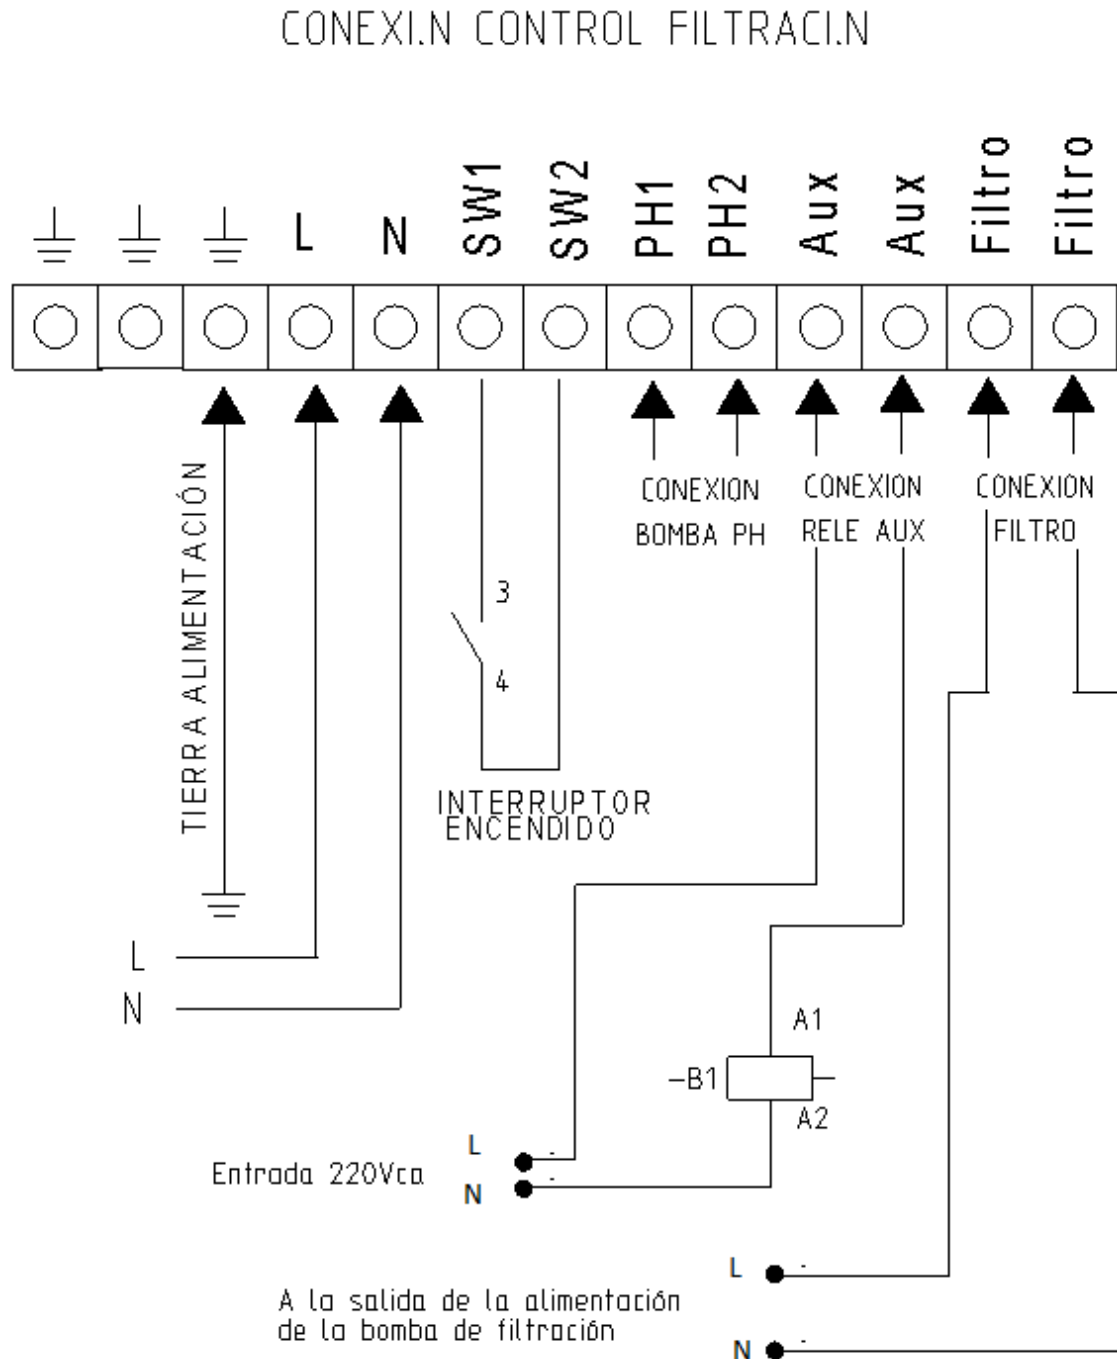 CONEXI.N CONTROL FILTRACI.N
L N SW1 SW2 PH1 PH2 Aux Aux Filtro Filtro
TIERRA ALIMENTACIÓN
CONEXION
BOMBA PH
CONEXION
RELE AUX
CONEXION
FILTRO
3
4
INTERRUPTOR
ENCENDIDO
L
N
A1
-B1
A2
Entrada 220Vca
L
N
A la salida de la alimentación
de la bomba de filtración
L
N